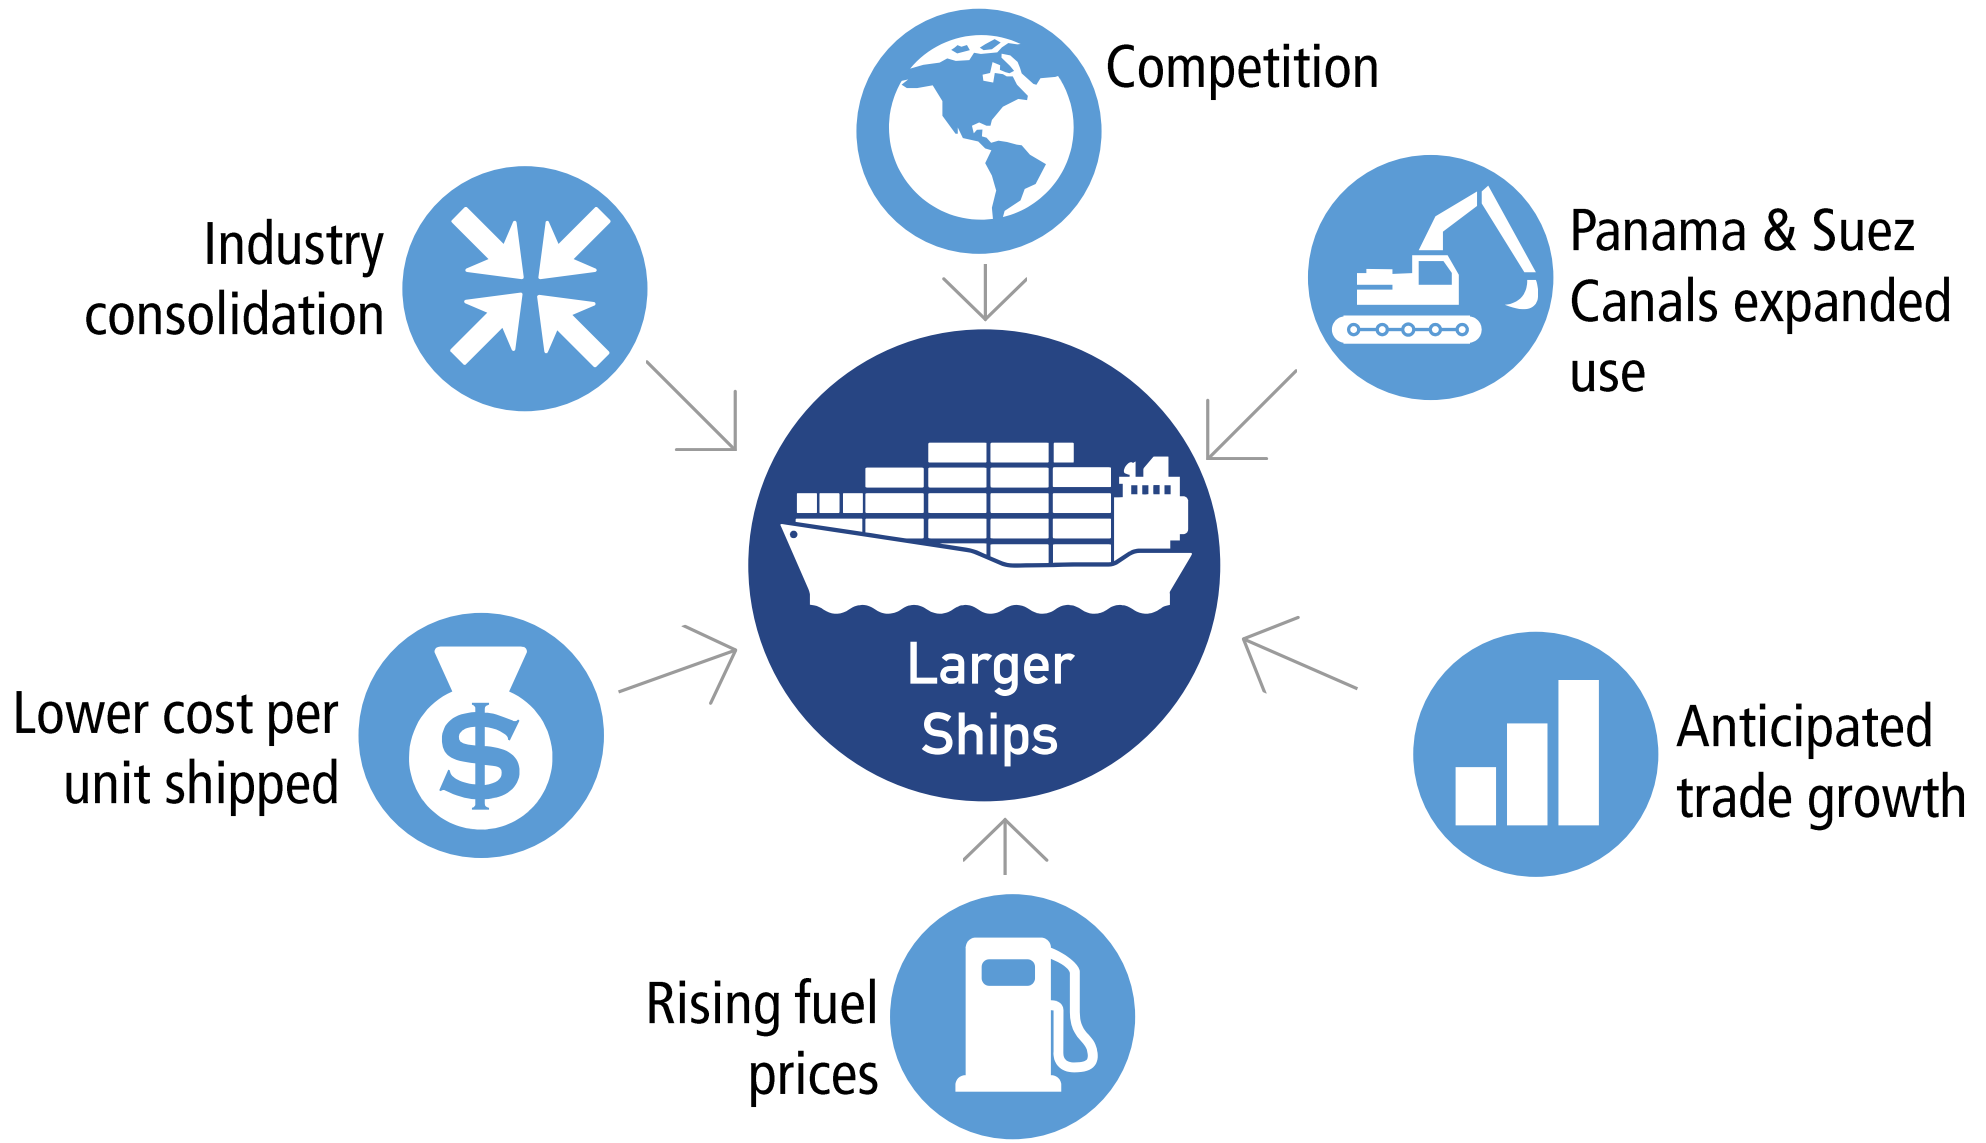 Competition
Industry
consolidation
Panama & Suez
Canals expanded
use
Larger
Ships
Lower cost per
unit shipped
Anticipated
trade growth
Rising fuel
prices
$